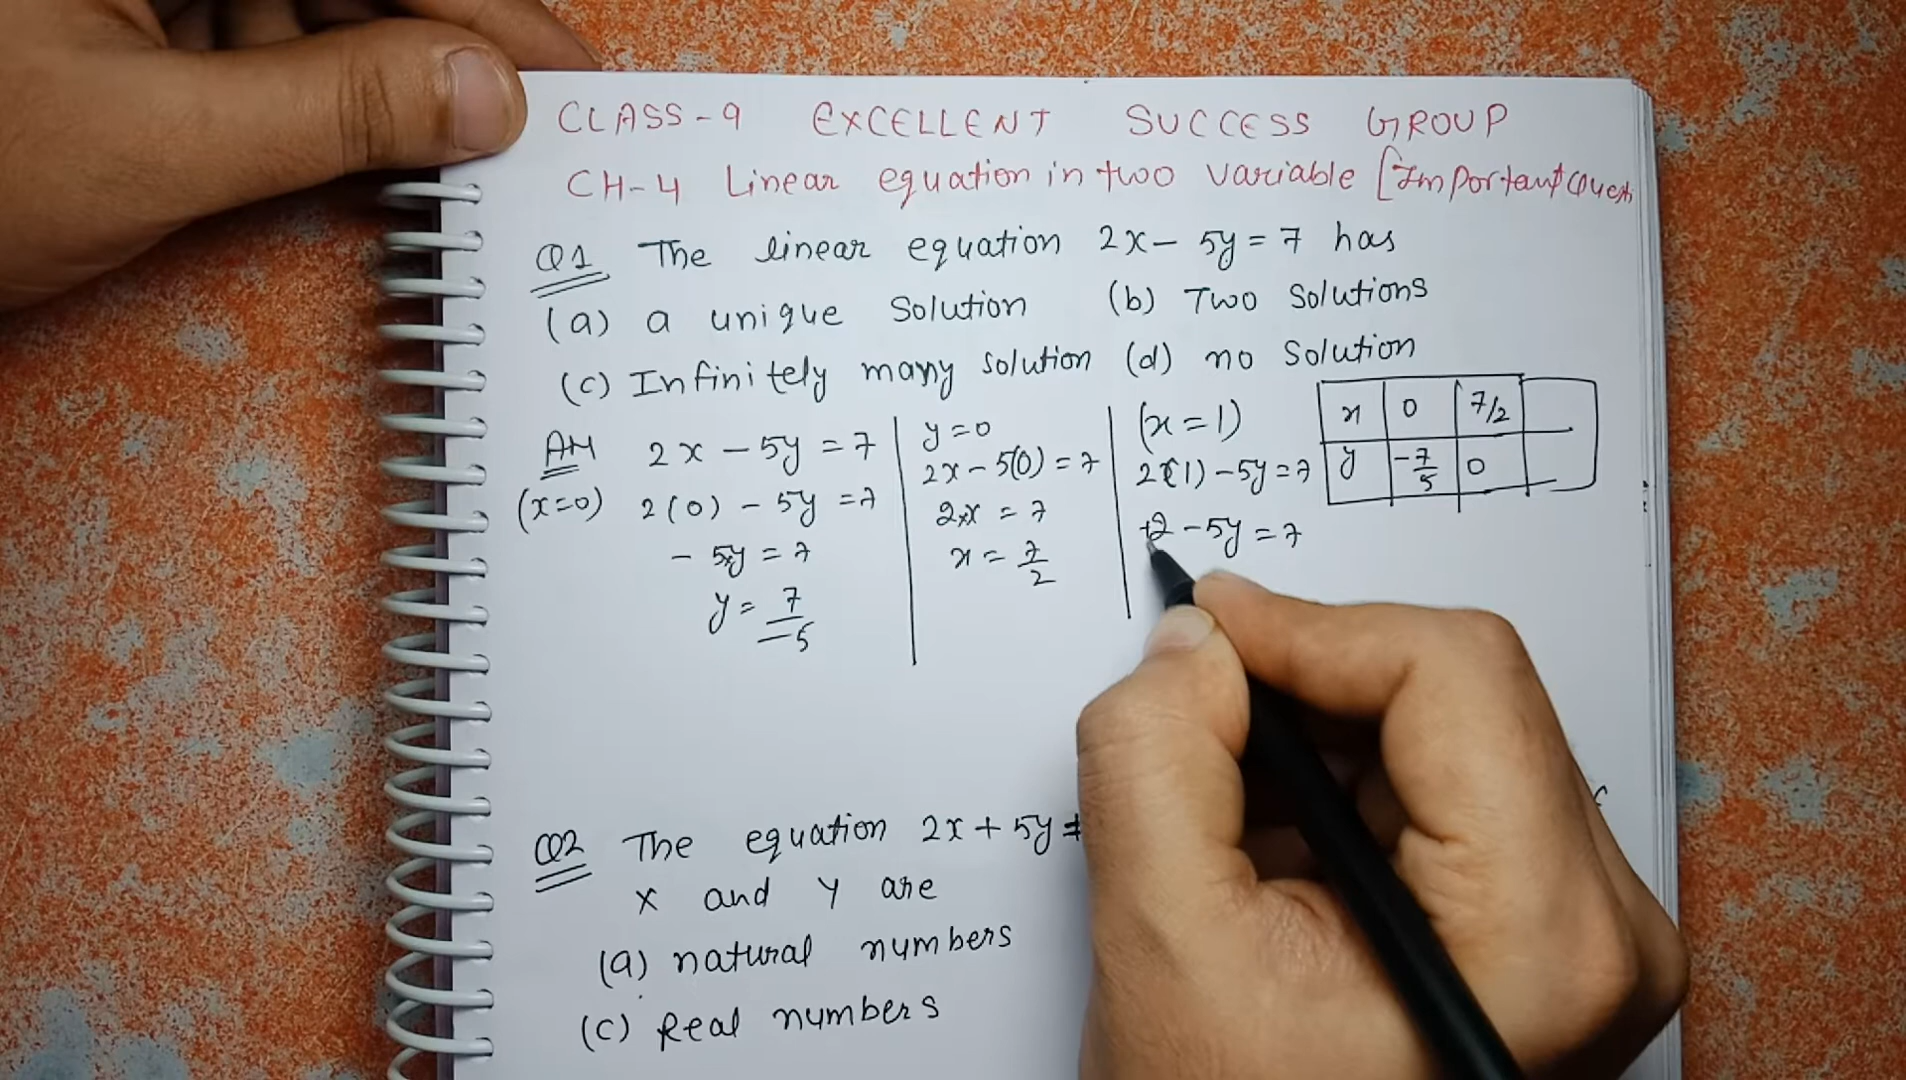 CLASS-9 EXCELLENT SUCCESS GROUP
CH-4 Linear equation in two variable [Important
Q1 The linear equation 2x - 5y = 7 has
(a) a unique solution (b) Two solutions
(c) Infinitely many solution (d) no solution
Ans 2x - 5y = 7
(x=0) 2(0) - 5y = 7
- 5y = 7
y = 7/-5
y=0
2x - 5(0) = 7
2x = 7
x = 7/2
(x=1)
2(1) - 5y = 7
+2 - 5y = 7
x 0 7/2
y -7/5 0
Q2 The equation 2x + 5y =
x and y are
(a) natural numbers
(c) Real numbers